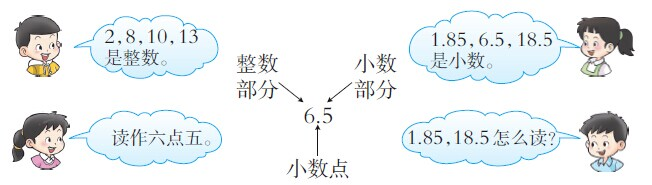 2,8,10,13
是整数。
1.85,6.5,18.5
是小数。
整数
部分
小数
部分
6.5
小数点
读作六点五。
1.85,18.5怎么读?